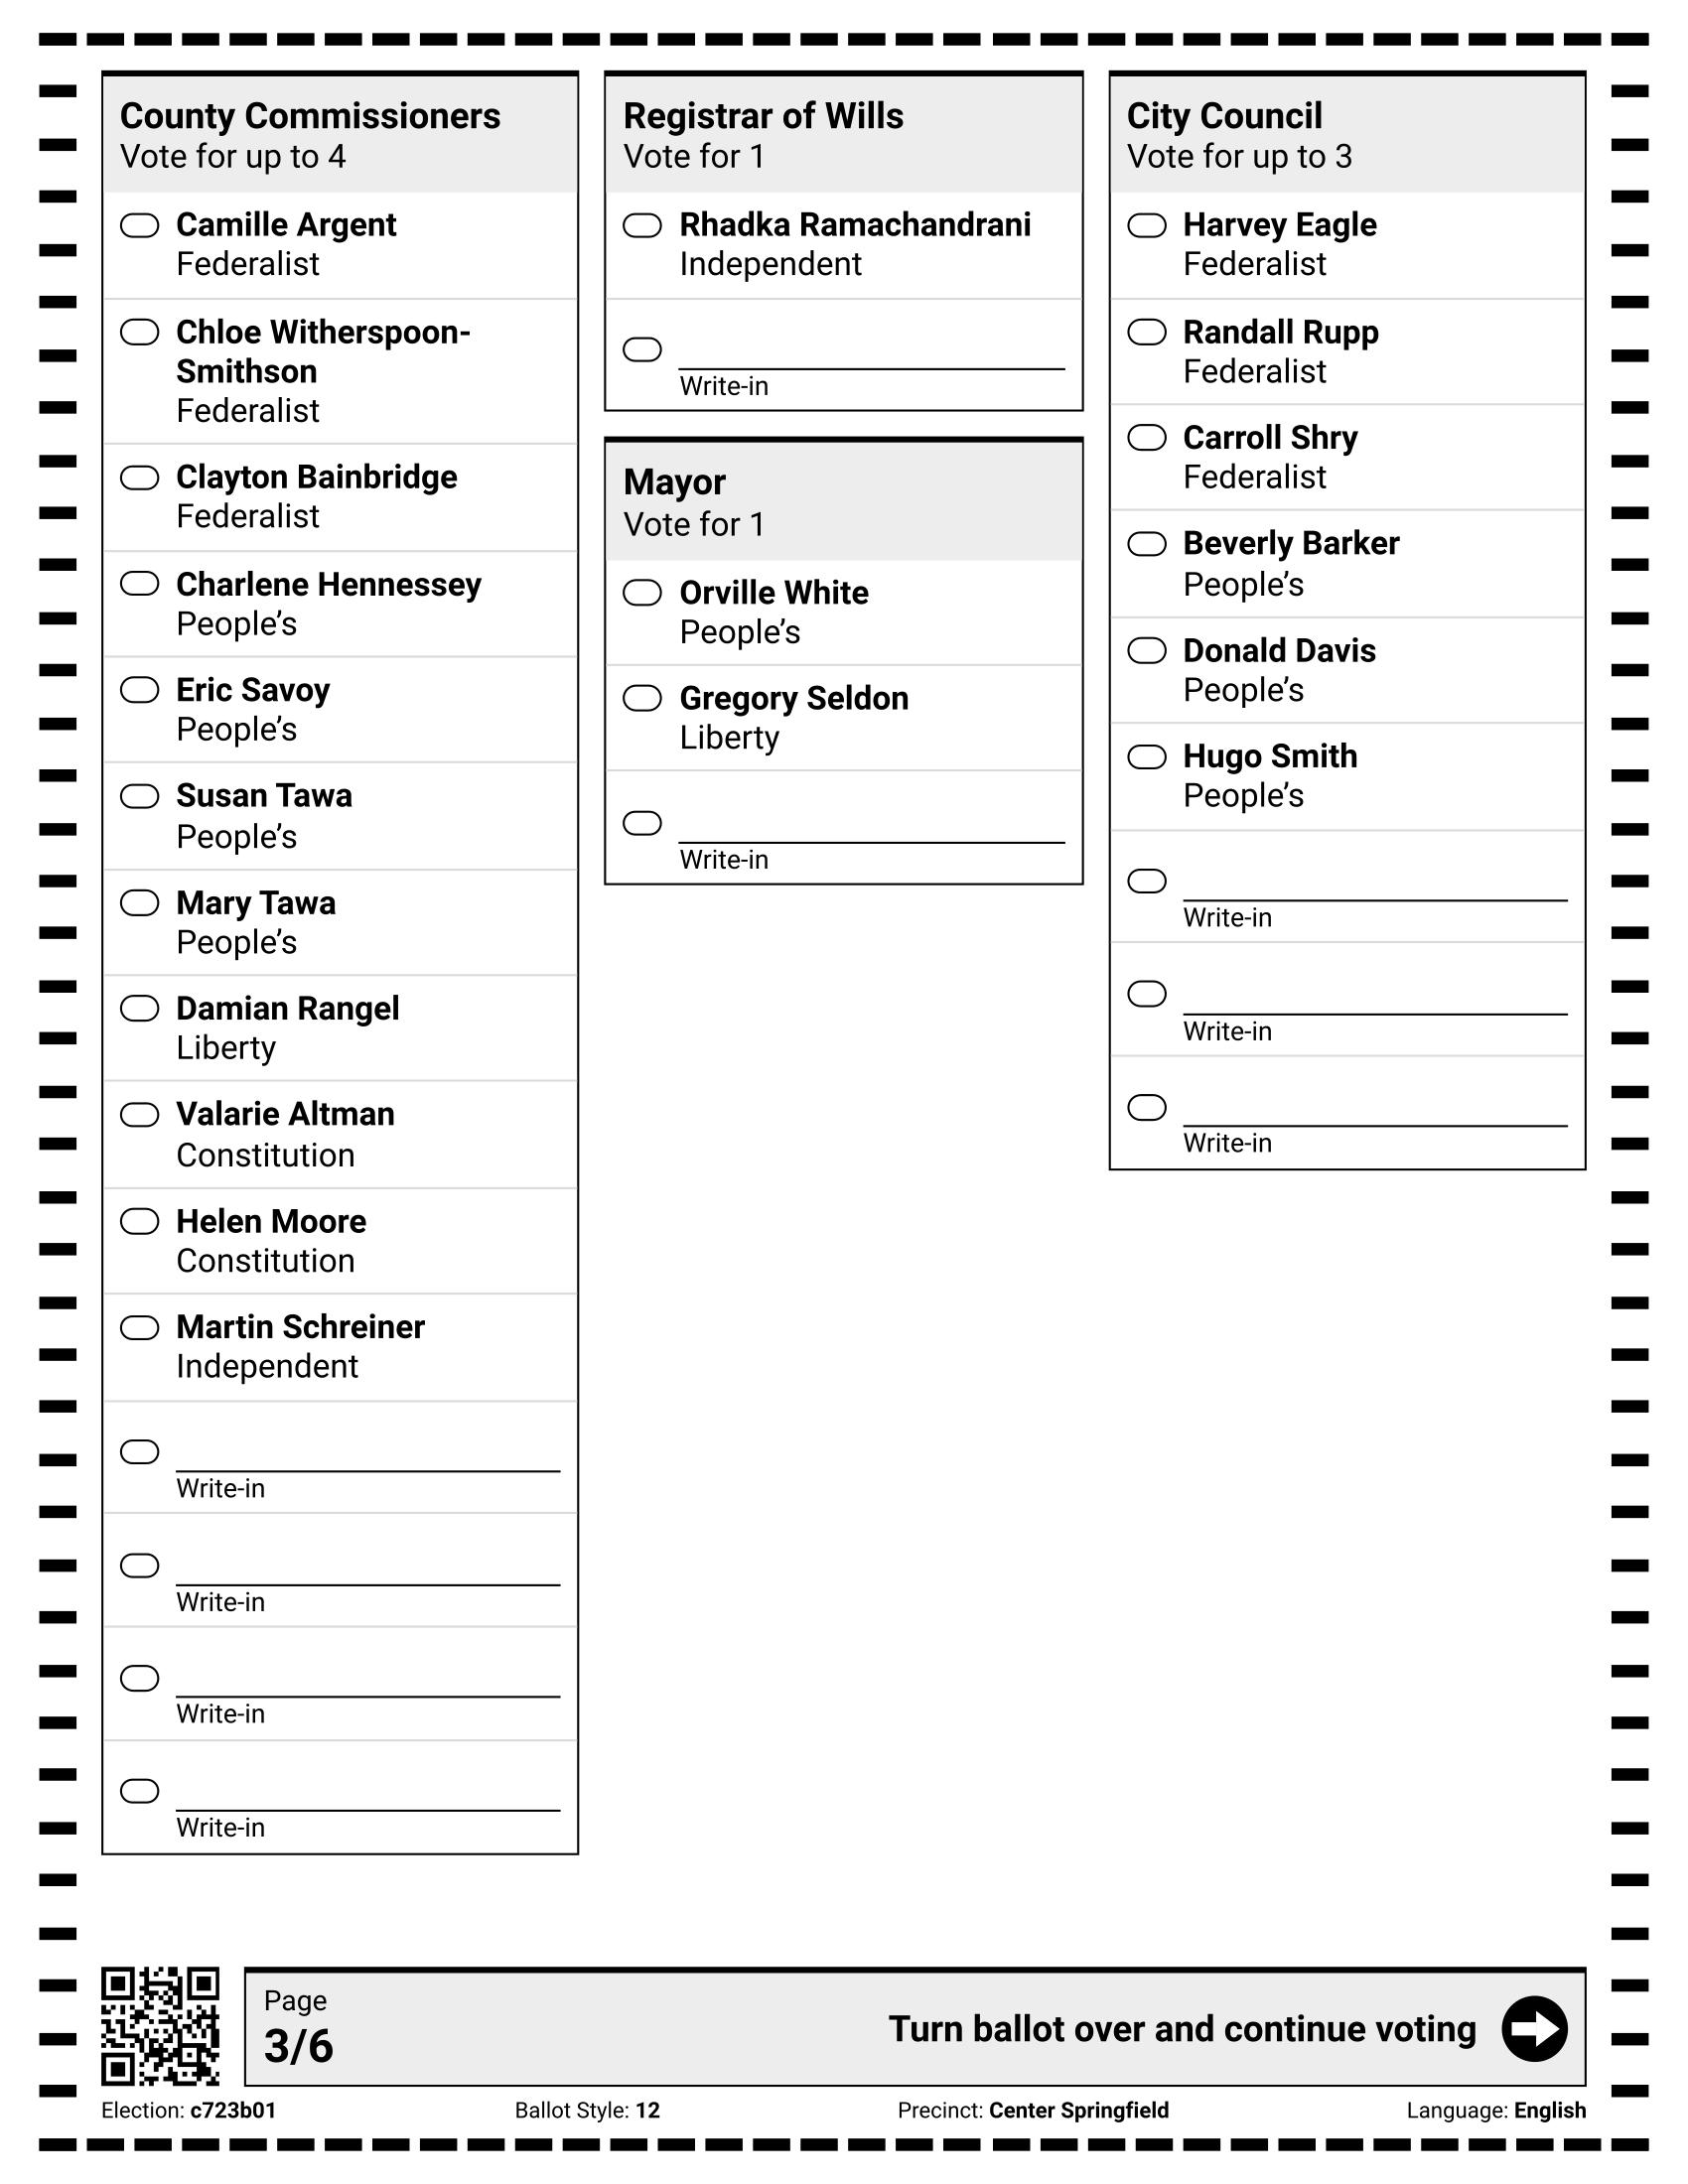 County Commissioners
Vote for up to 4
Camille Argent
Federalist
Chloe Witherspoon-
Smithson
Federalist
Clayton Bainbridge
Federalist
Charlene Hennessey
People’s
Eric Savoy
People’s
Susan Tawa
People’s
Mary Tawa
People’s
Damian Rangel
Liberty
Valarie Altman
Constitution
Helen Moore
Constitution
Martin Schreiner
Independent
Write-in
Write-in
Write-in
Write-in
Registrar of Wills
Vote for 1
Rhadka Ramachandrani
Independent
Write-in
Mayor
Vote for 1
Orville White
People’s
Gregory Seldon
Liberty
Write-in
City Council
Vote for up to 3
Harvey Eagle
Federalist
Randall Rupp
Federalist
Carroll Shry
Federalist
Beverly Barker
People’s
Donald Davis
People’s
Hugo Smith
People’s
Write-in
Write-in
Write-in
Page
3/6
Turn ballot over and continue voting
Election: c723b01
Ballot Style: 12
Precinct: Center Springfield
Language: English